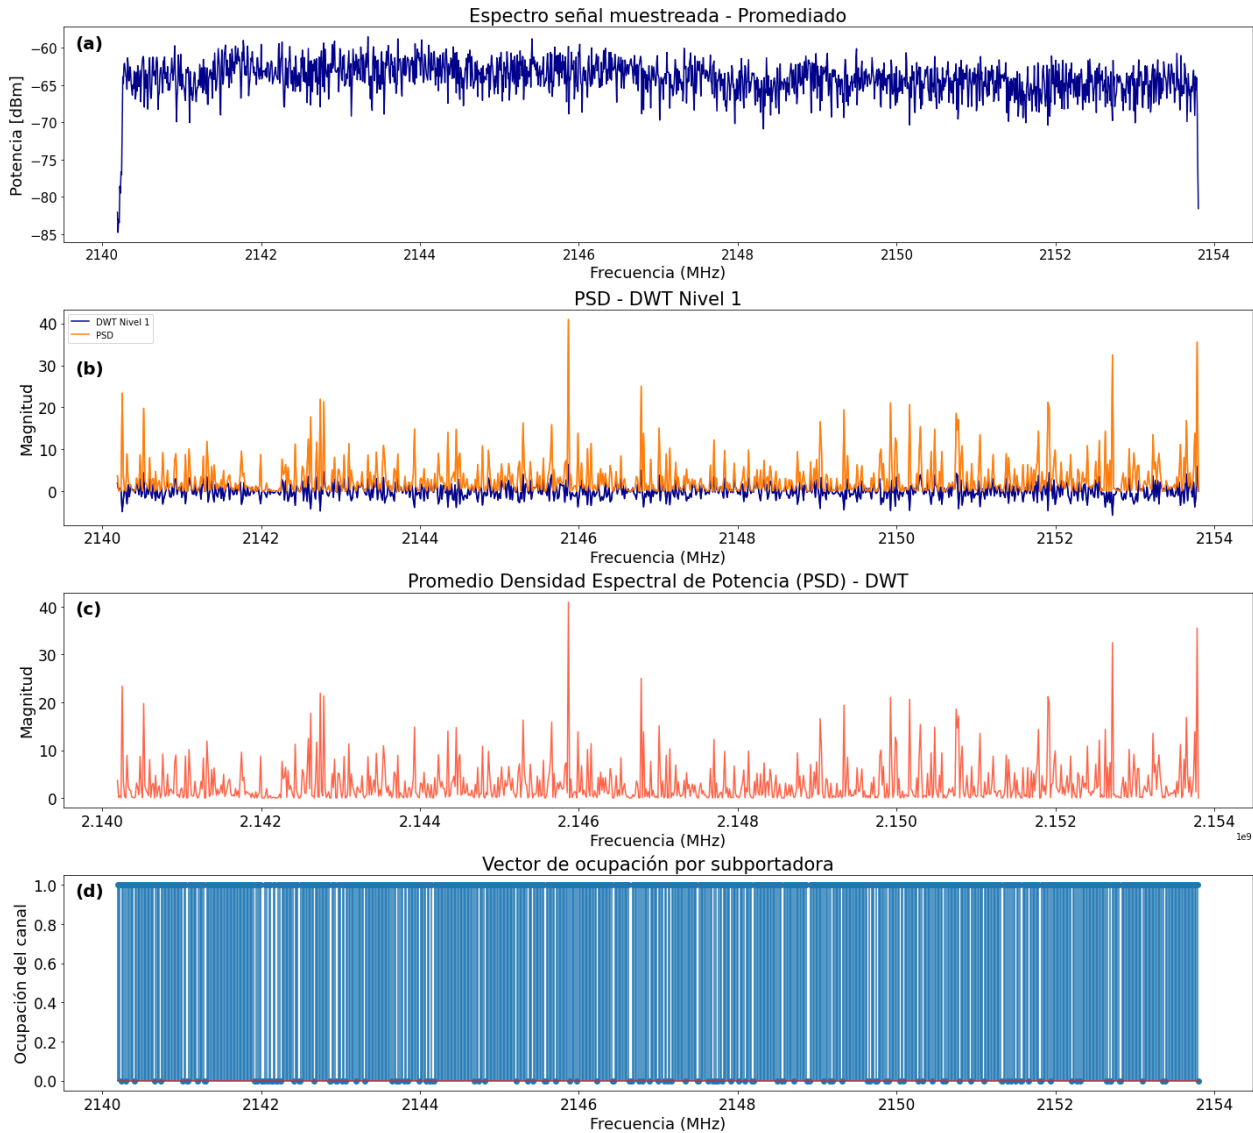 Espectro señal muestreada - Promediado
(a)
Potencia [dBm]
−60
−65
−70
−75
−80
−85
2140 2142 2144 2146 2148 2150 2152 2154
Frecuencia (MHz)
PSD - DWT Nivel 1
DWT Nivel 1
PSD
(b)
Magnitud
40
30
20
10
0
2140 2142 2144 2146 2148 2150 2152 2154
Frecuencia (MHz)
Promedio Densidad Espectral de Potencia (PSD) - DWT
(c)
Magnitud
40
30
20
10
0
2.140 2.142 2.144 2.146 2.148 2.150 2.152 2.154
1e9
Frecuencia (MHz)
Vector de ocupación por subportadora
(d)
Ocupación del canal
1.0
0.8
0.6
0.4
0.2
0.0
2140 2142 2144 2146 2148 2150 2152 2154
Frecuencia (MHz)